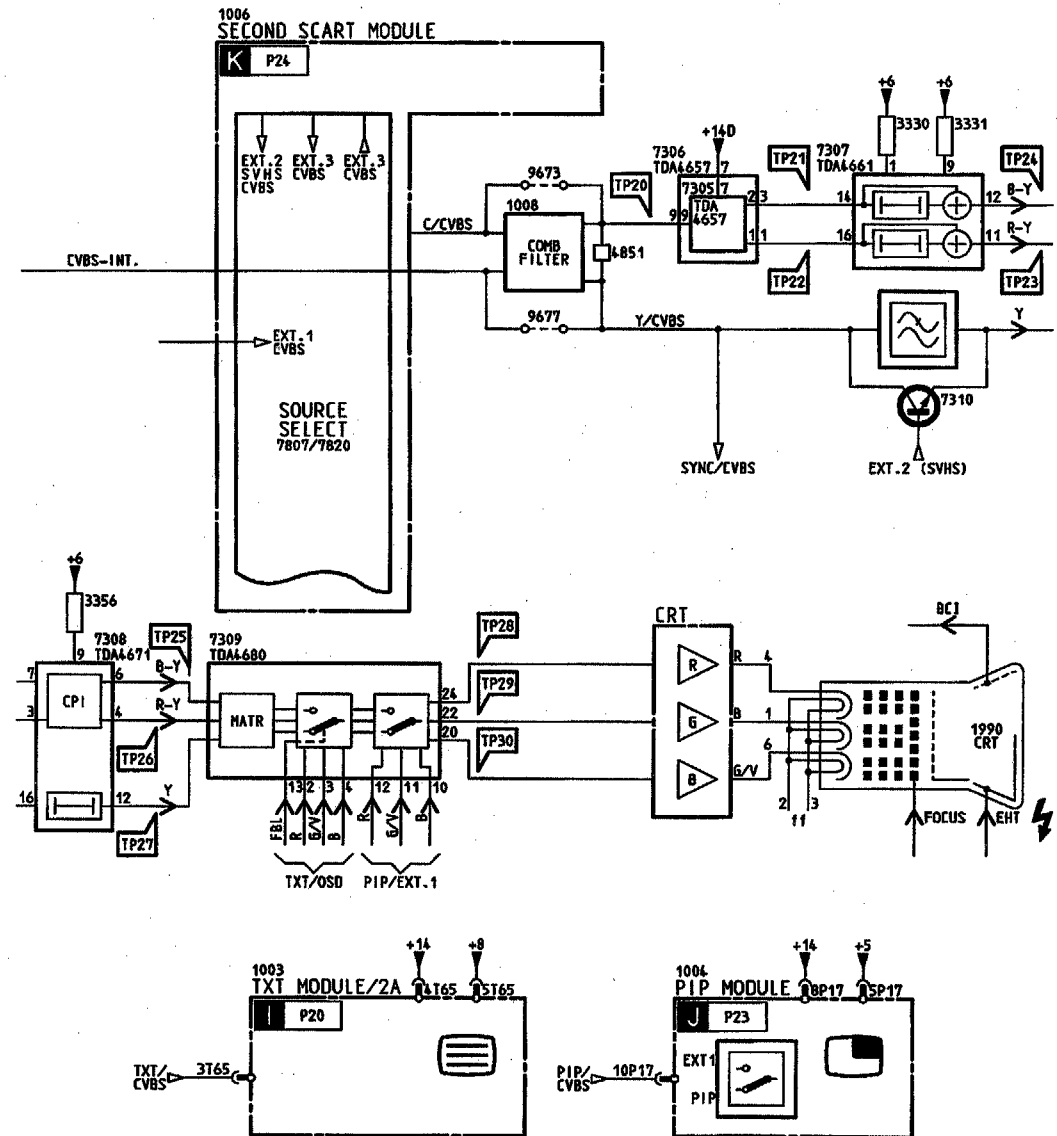 1006
SECOND SCART MODULE
K P24
EXT.2
SVHS
CVBS
EXT.3
CVBS
EXT.3
CVBS
CVBS-INT.
EXT.1
CVBS
SOURCE
SELECT
7807/7820
C/CVBS
9673
1008
COMB
FILTER
4851
9677
Y/CVBS
SYNC/CVBS
TP20
+14D
7306
TDA4657
7
7305
7
TDA
4657
9
9
2
3
1
1
TP21
TP22
+6
+6
3330
3331
7307
TDA4661
1
9
14
16
12
11
TP24
B-Y
R-Y
TP23
Y
7310
EXT.2 (SVHS)
+6
3356
7308
TDA4671
9
7
3
16
CPI
6
4
12
TP25
B-Y
R-Y
TP26
Y
TP27
7309
TDA4680
MATR
24
22
20
13
2
3
4
12
11
10
FBL
R
G/V
B
R
G/V
B
TXT/OSD
PIP/EXT.1
TP28
TP29
TP30
CRT
R
G
B
R
4
B
1
G/V
6
2
3
ff
BCI
1990
CRT
FOCUS
EHT
1003
TXT MODULE/2A
+14
+8
4T65
5T65
I P20
TXT/
CVBS
3T65
1004
PIP MODULE
+14
+5
8P17
5P17
J P23
EXT1
PIP
PIP/
CVBS
10P17